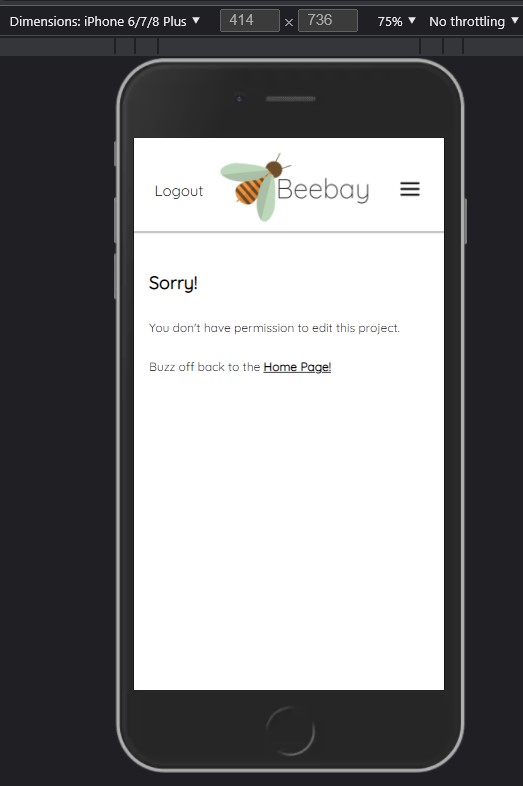 Dimensions: iPhone 6/7/8 Plus ▼ 414 × 736 75% ▼ No throttling ▼
Logout Beebay
Sorry!
You don't have permission to edit this project.
Buzz off back to the Home Page!